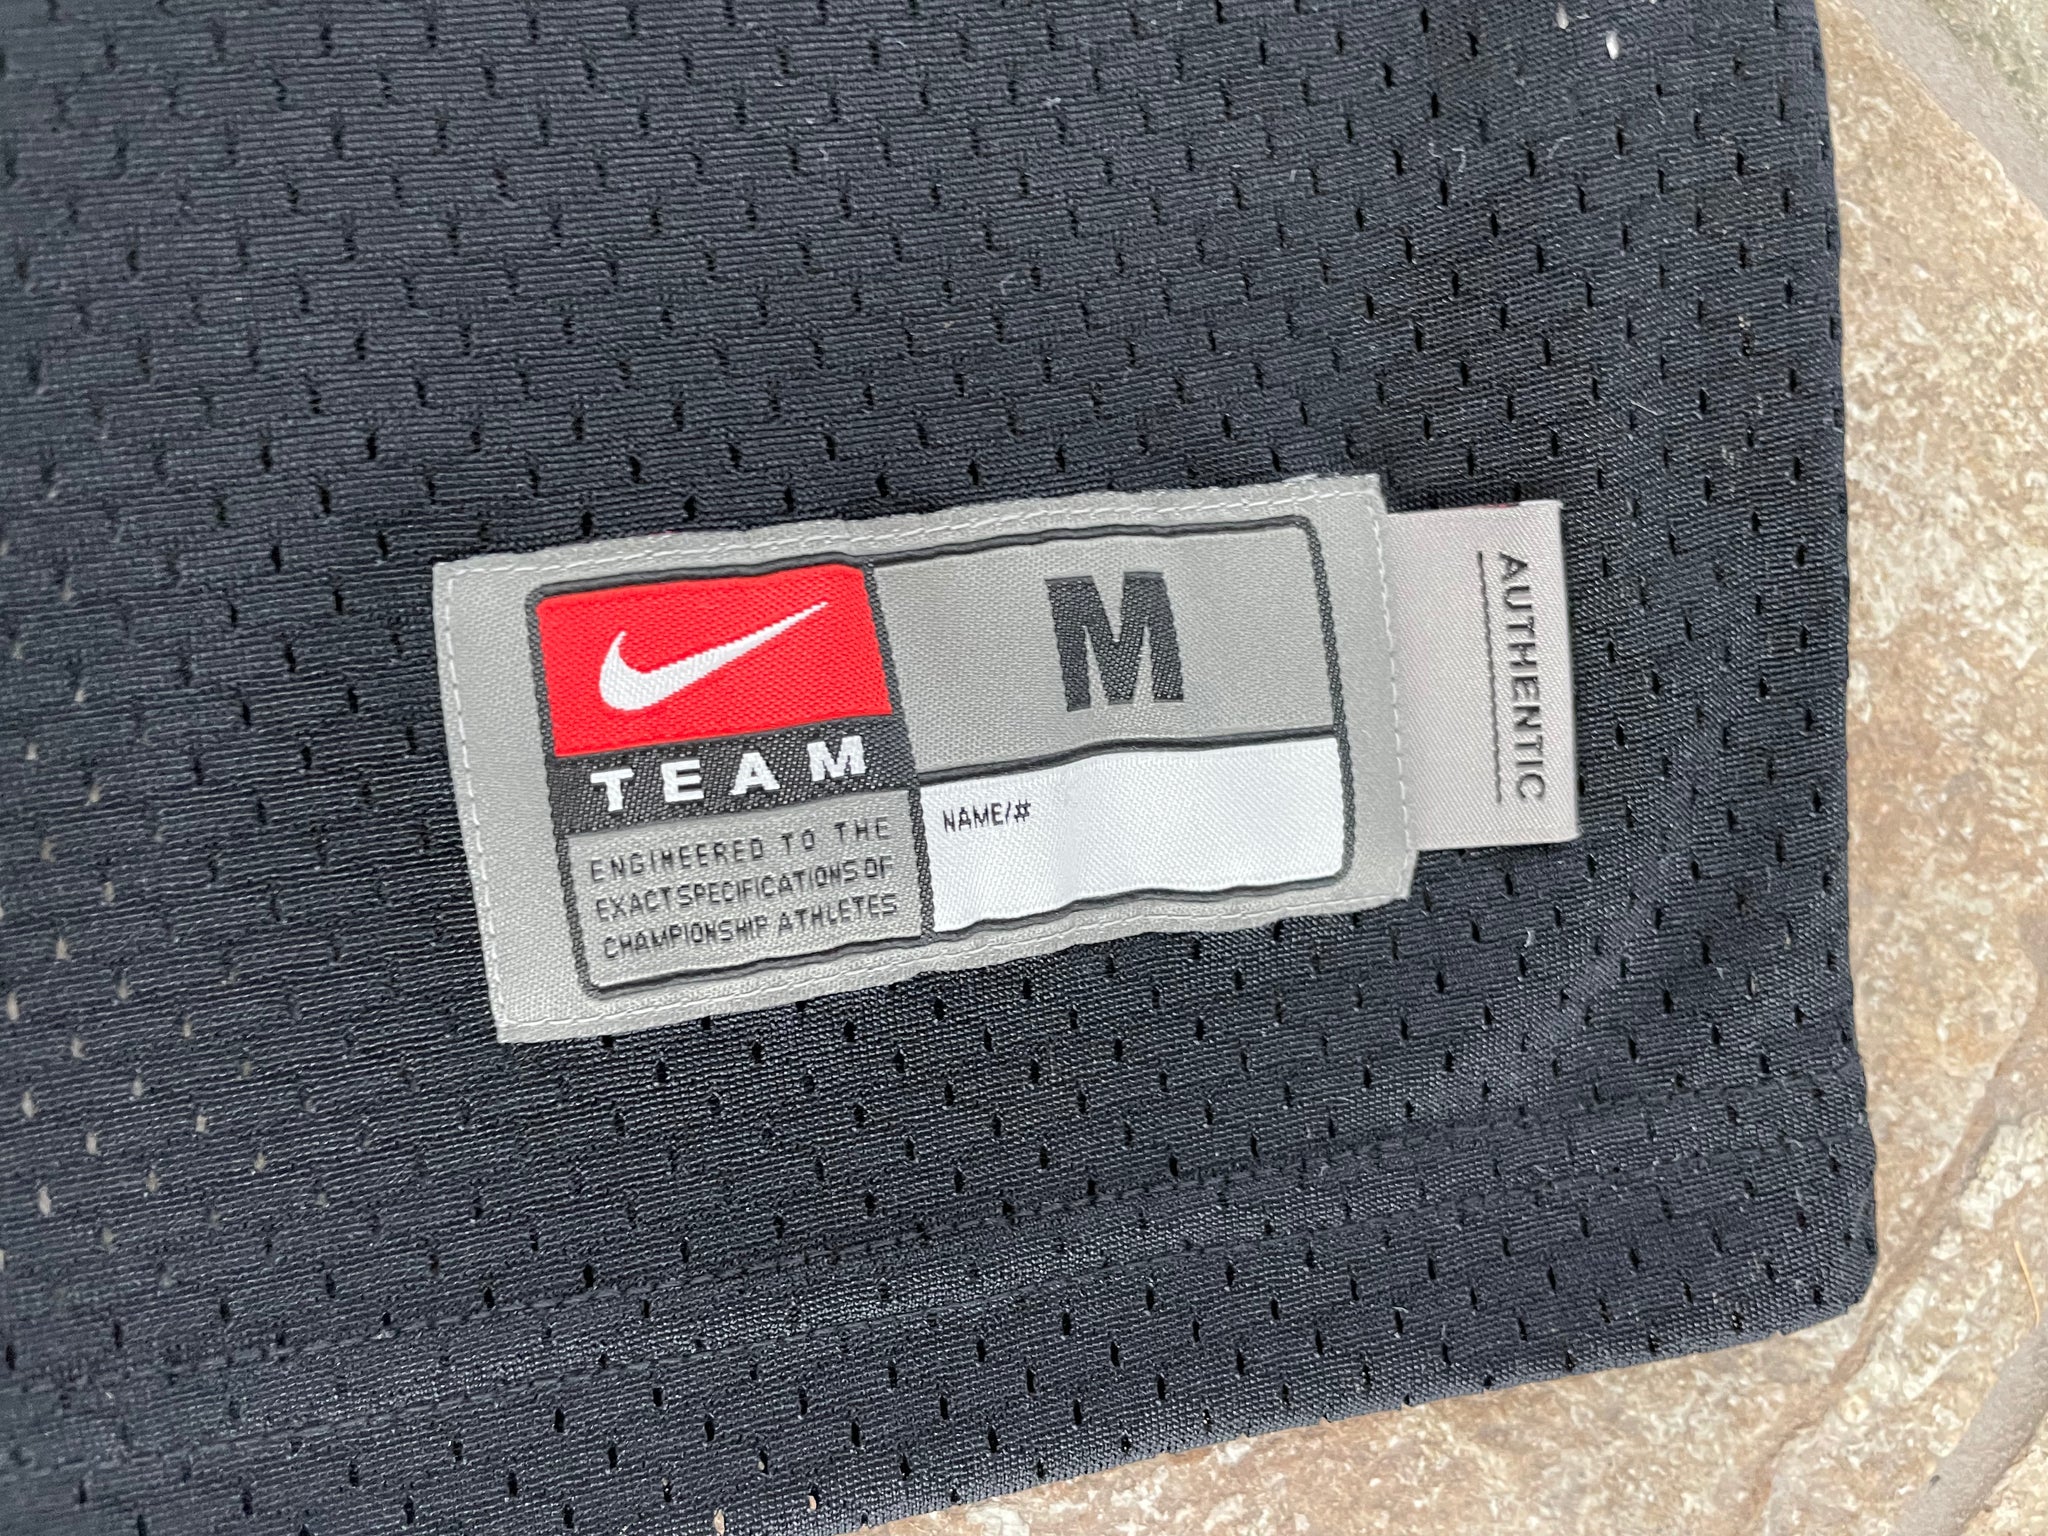 TEAM
ENGINEERED TO THE
EXACT SPECIFICATIONS OF
CHAMPIONSHIP ATHLETES
M
NAME/#
AUTHENTIC